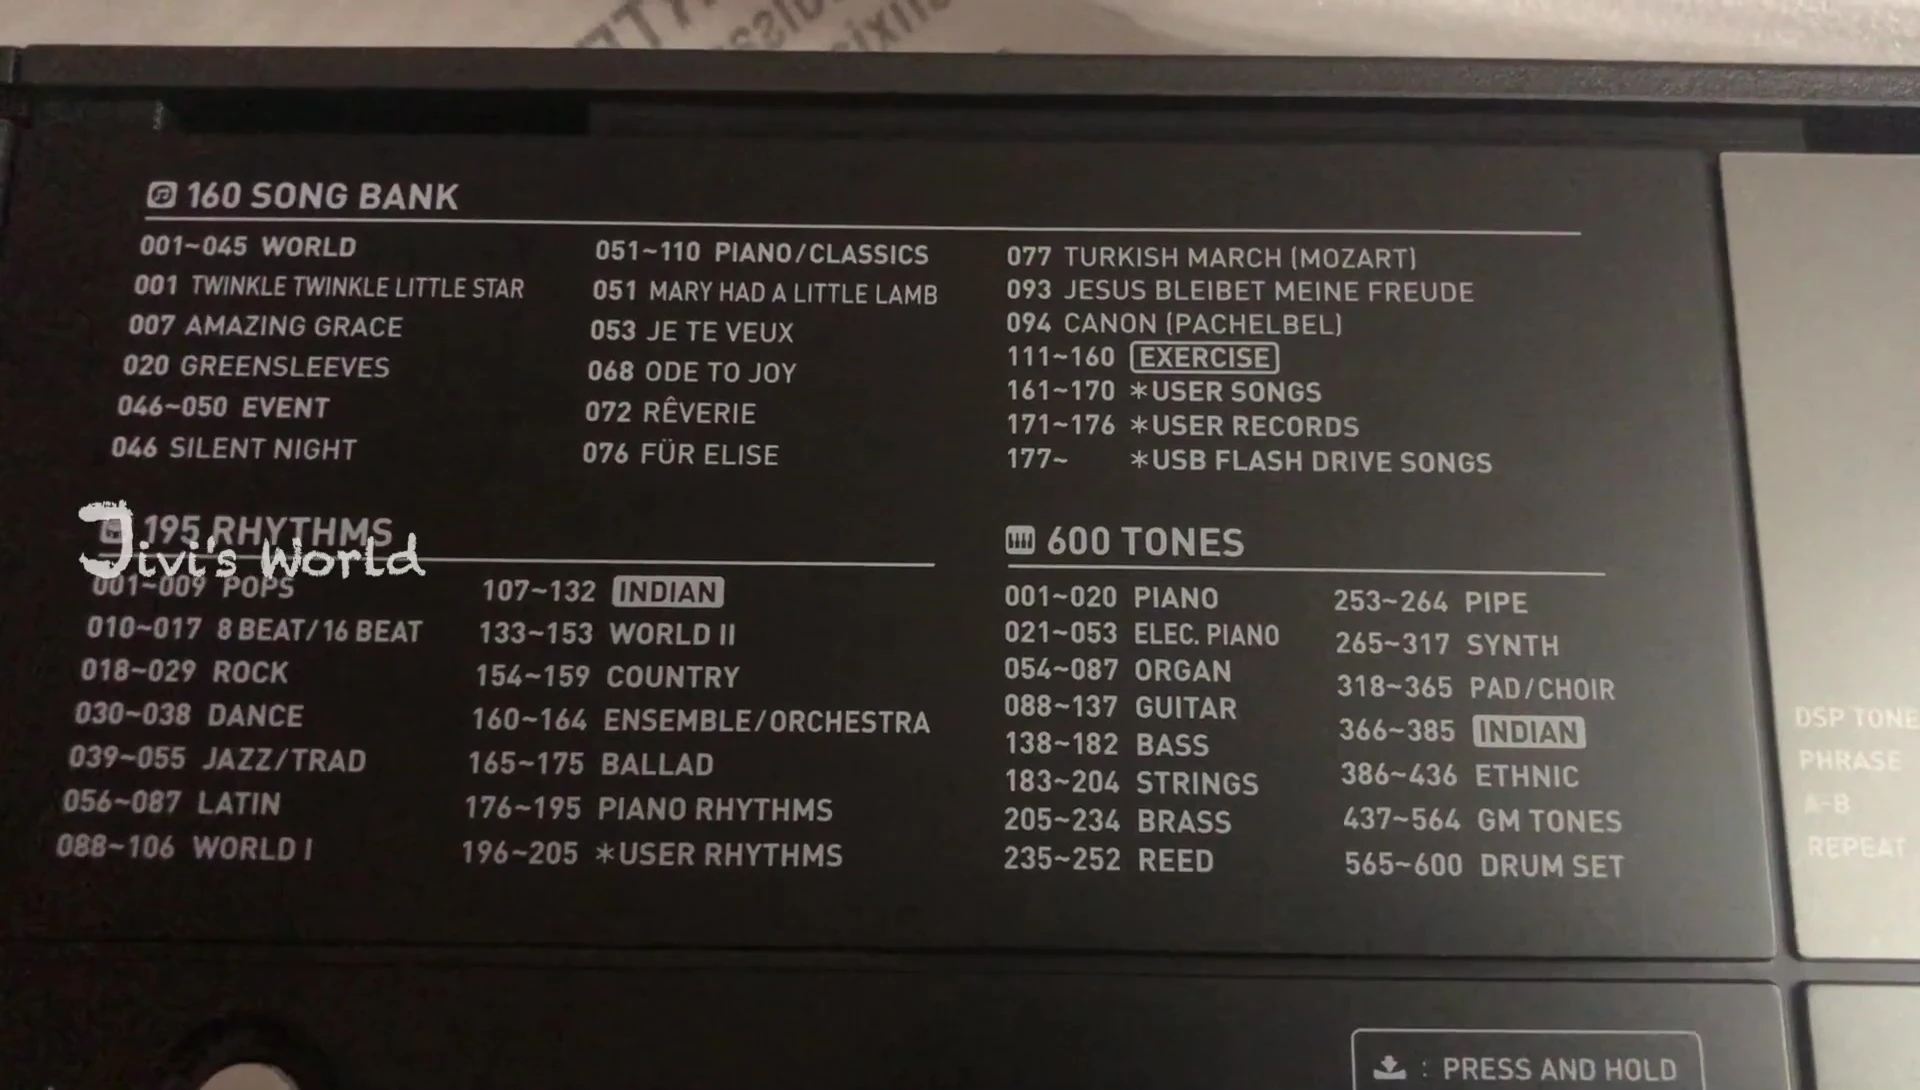 160 SONG BANK
001~045 WORLD
001 TWINKLE TWINKLE LITTLE STAR
007 AMAZING GRACE
020 GREENSLEEVES
046~050 EVENT
046 SILENT NIGHT
051~110 PIANO/CLASSICS
051 MARY HAD A LITTLE LAMB
053 JE TE VEUX
068 ODE TO JOY
072 RÊVERIE
076 FÜR ELISE
077 TURKISH MARCH (MOZART)
093 JESUS BLEIBET MEINE FREUDE
094 CANON (PACHELBEL)
111~160 EXERCISE
161~170 *USER SONGS
171~176 *USER RECORDS
177~ *USB FLASH DRIVE SONGS
195 RHYTHMS
Jivi's World
001~009 POPS
010~017 8 BEAT/16 BEAT
018~029 ROCK
030~038 DANCE
039~055 JAZZ/TRAD
056~087 LATIN
088~106 WORLD I
107~132 INDIAN
133~153 WORLD II
154~159 COUNTRY
160~164 ENSEMBLE/ORCHESTRA
165~175 BALLAD
176~195 PIANO RHYTHMS
196~205 *USER RHYTHMS
600 TONES
001~020 PIANO
021~053 ELEC. PIANO
054~087 ORGAN
088~137 GUITAR
138~182 BASS
183~204 STRINGS
205~234 BRASS
235~252 REED
253~264 PIPE
265~317 SYNTH
318~365 PAD/CHOIR
366~385 INDIAN
386~436 ETHNIC
437~564 GM TONES
565~600 DRUM SET
DSP TONE
PHRASE
A-B
REPEAT
: PRESS AND HOLD